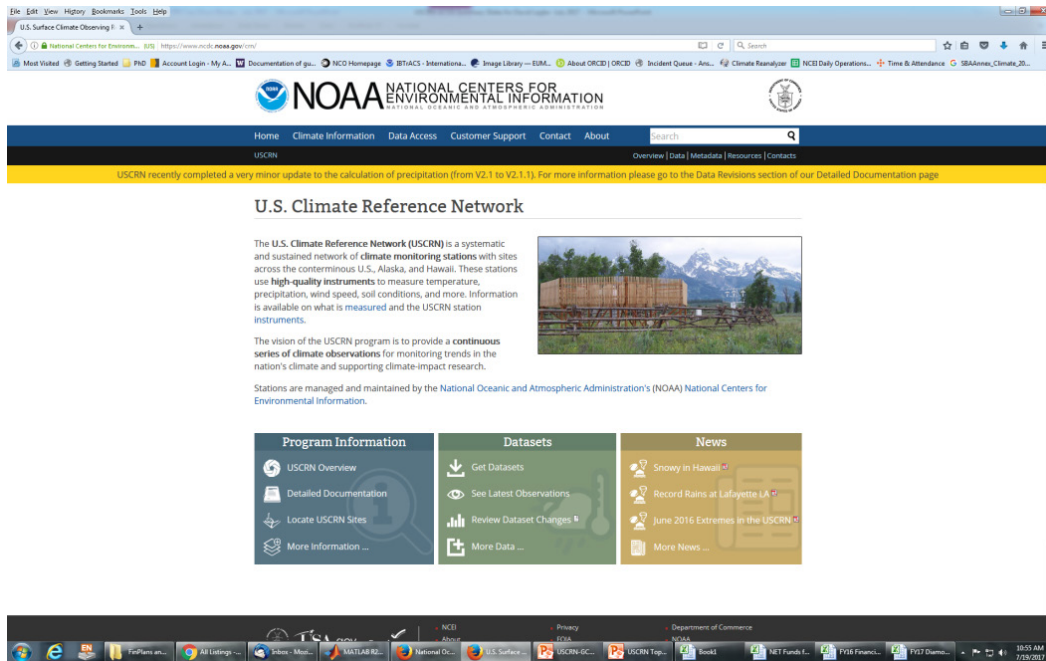 File Edit View History Bookmarks Tools Help
U.S. Surface Climate Observing R
National Centers for Environm... (US) https://www.ncdc.noaa.gov/crn/
Search
Most Visited Getting Started PhD Account Login - My A... Documentation of gu... NCO Homepage IBTrACS - Internationa... Image Library — EUM... About ORCID | ORCID Incident Queue - Ans... Climate Reanalyzer NCEI Daily Operations... Time & Attendance SBAAnnex_Climate_20...
NOAA NATIONAL CENTERS FOR
ENVIRONMENTAL INFORMATION
NATIONAL OCEANIC AND ATMOSPHERIC ADMINISTRATION
Home Climate Information Data Access Customer Support Contact About Search
USCRN Overview | Data | Metadata | Resources | Contacts
USCRN recently completed a very minor update to the calculation of precipitation (from V2.1 to V2.1.1). For more information please go to the Data Revisions section of our Detailed Documentation page
U.S. Climate Reference Network
The U.S. Climate Reference Network (USCRN) is a systematic
and sustained network of climate monitoring stations with sites
across the conterminous U.S., Alaska, and Hawaii. These stations
use high-quality instruments to measure temperature,
precipitation, wind speed, soil conditions, and more. Information
is available on what is measured and the USCRN station
instruments.
The vision of the USCRN program is to provide a continuous
series of climate observations for monitoring trends in the
nation's climate and supporting climate-impact research.
Stations are managed and maintained by the National Oceanic and Atmospheric Administration's (NOAA) National Centers for
Environmental Information.
Program Information
USCRN Overview
Detailed Documentation
Locate USCRN Sites
More Information ...
Datasets
Get Datasets
See Latest Observations
Review Dataset Changes
More Data ...
News
Snowy in Hawaii
Record Rains at Lafayette LA
June 2016 Extremes in the USCRN
More News ...
NCEI Privacy Department of Commerce
About FOIA NOAA
FinPlans an... All Listings -... Inbox - Mozi... MATLAB R2... National Oc... U.S. Surface ... USCRN-GC... USCRN Top... Book1 NET Funds f... FY16 Financi... FY17 Diamo...
10:55 AM
7/19/2017